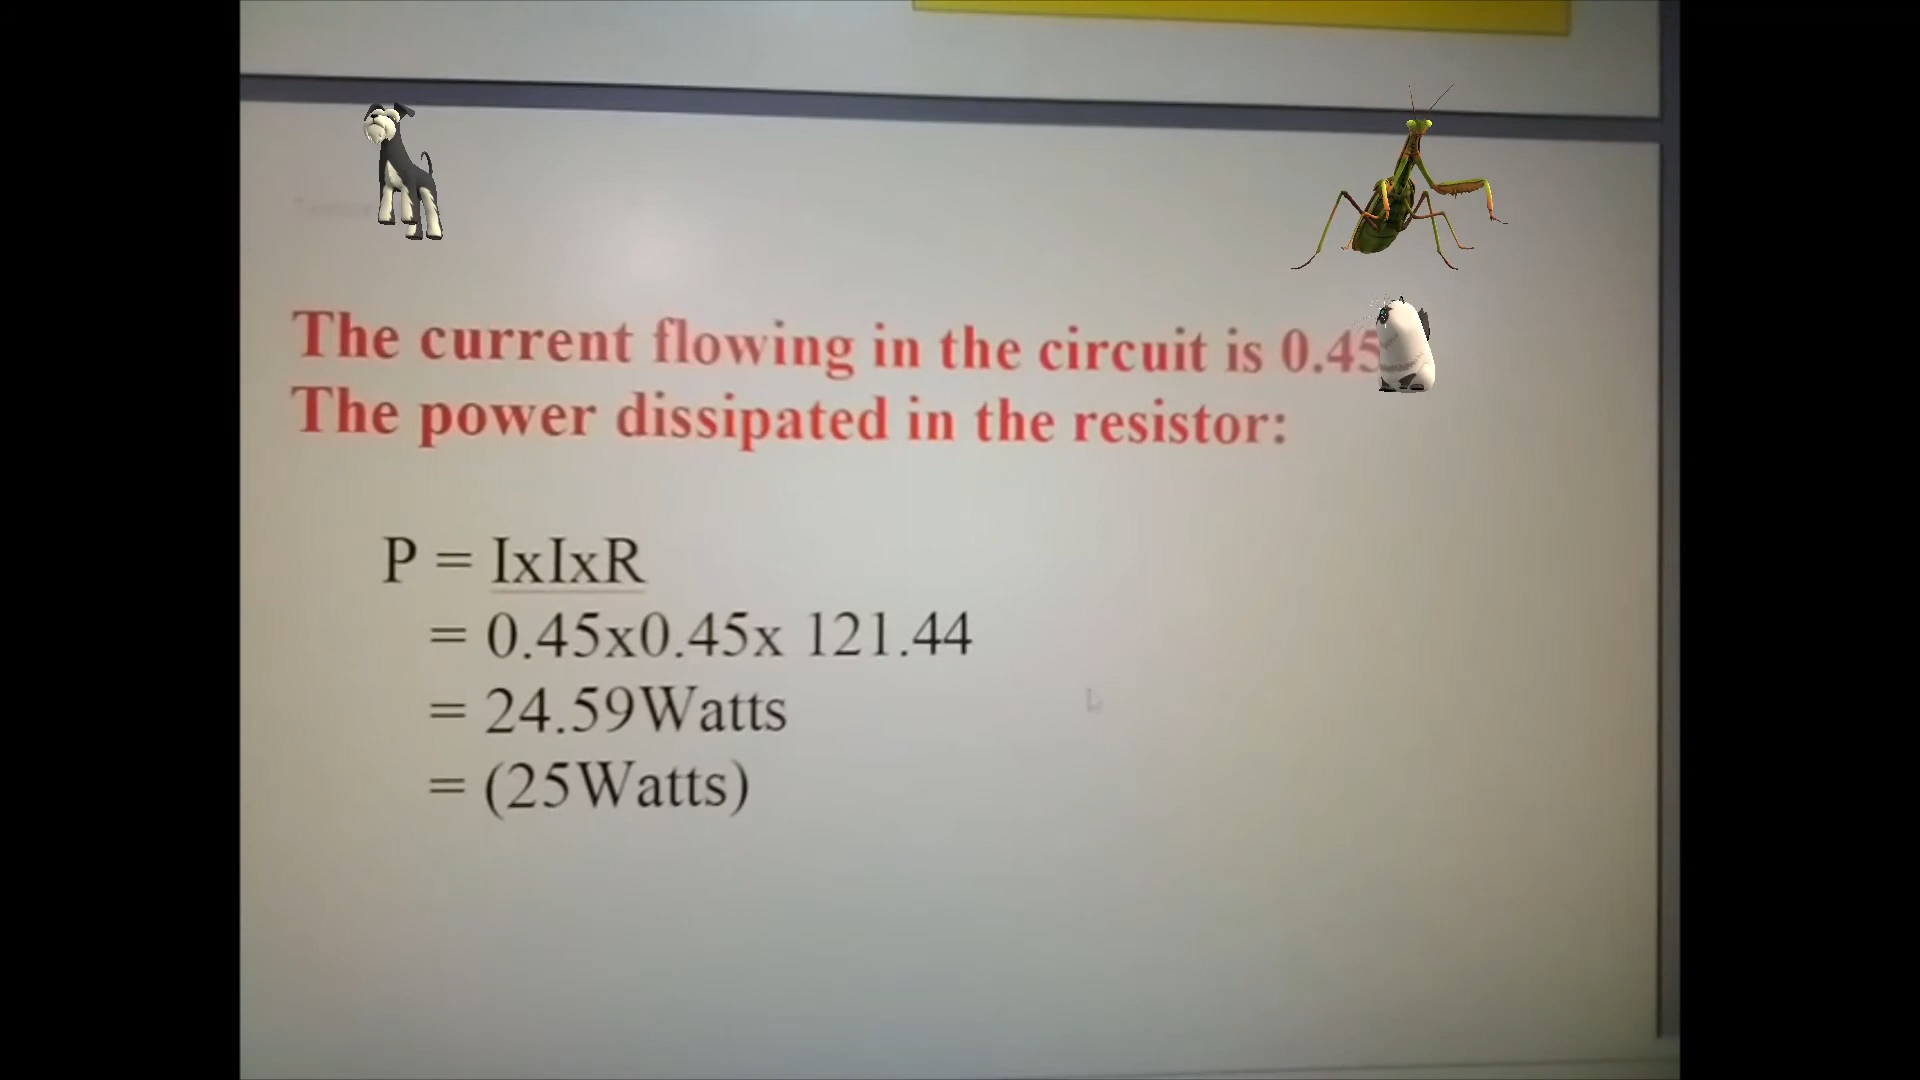 The current flowing in the circuit is 0.45
The power dissipated in the resistor:
P = IxIxR
= 0.45x0.45x 121.44
= 24.59Watts
= (25Watts)